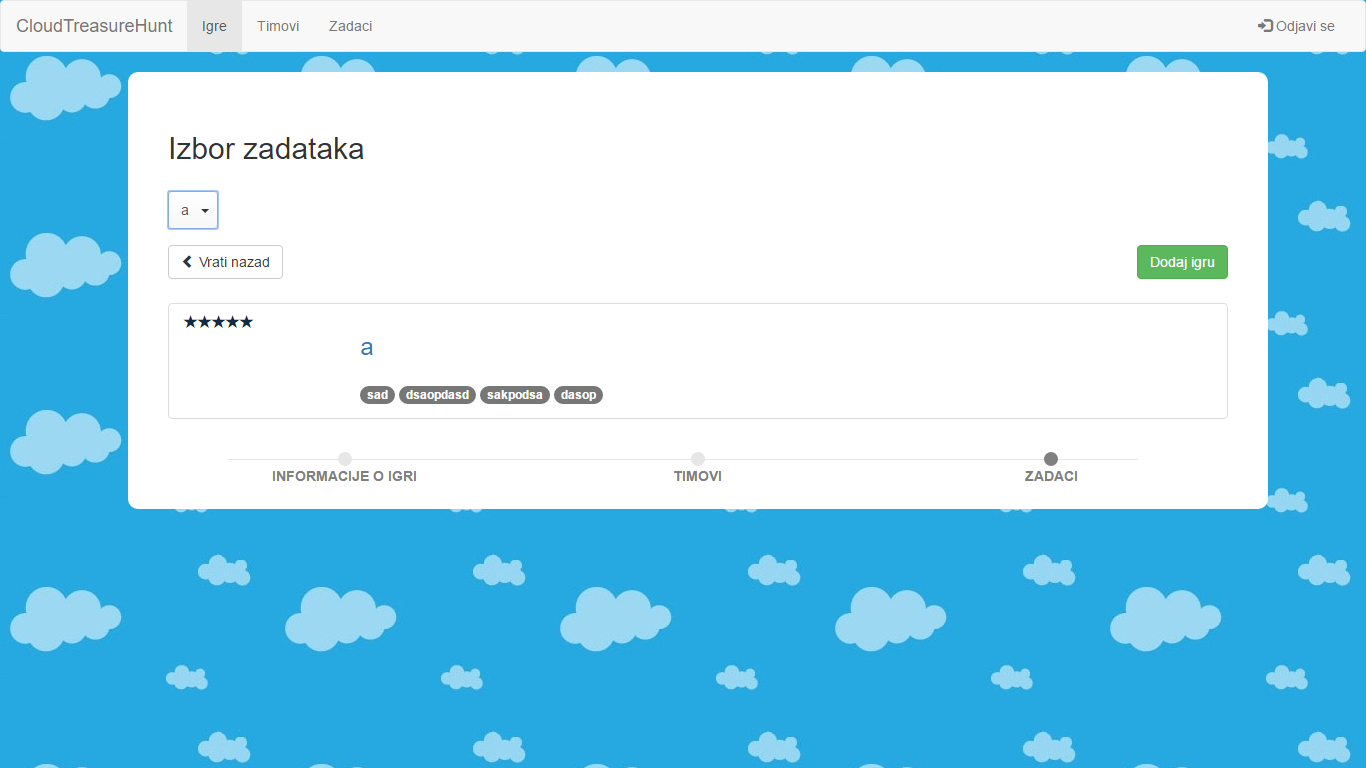 CloudTreasureHunt Igre Timovi Zadaci Odjavi se
Izbor zadataka
a
Vrati nazad Dodaj igru
★★★★★
a
sad dsaopdasd sakpodsa dasop
INFORMACIJE O IGRI TIMOVI ZADACI